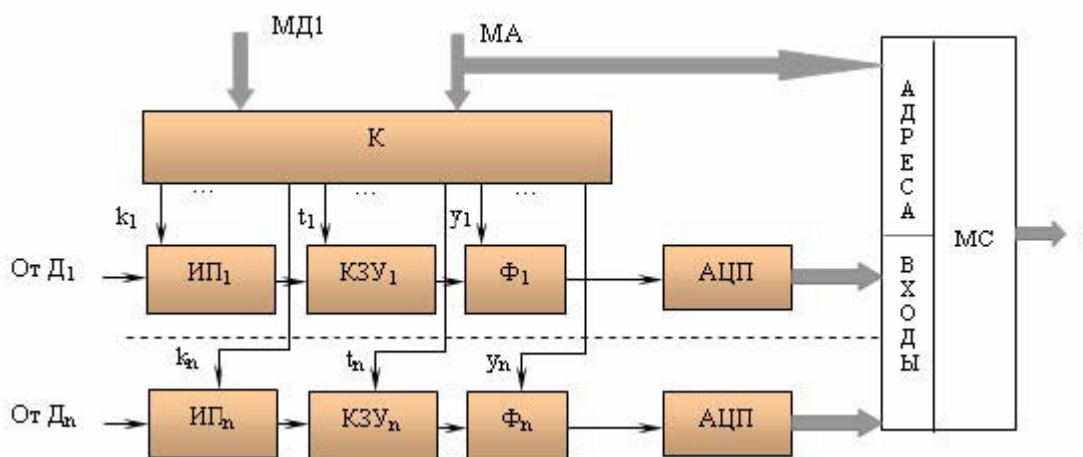 МД1
МА
К
...
...
...
k1
t1
y1
От Д1
ИП1
КЗУ1
Ф1
АЦП
kn
tn
yn
От Дn
ИПn
КЗУn
Фn
АЦП
АДРЕСА
ВХОДЫ
МС